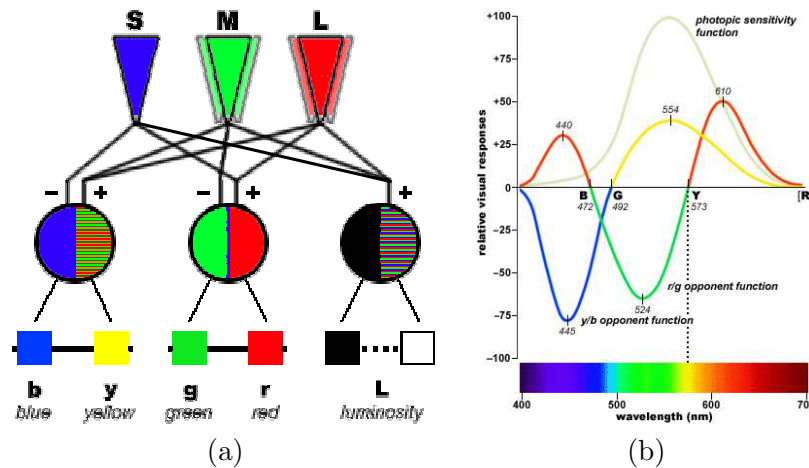 S M L
− + − + +
b y g r L
blue yellow green red luminosity
(a)
+100
+75
+50
+25
0
−25
−50
−75
−100
relative visual responses
photopic sensitivity
function
440
554
610
B G Y [R
472 492 573
r/g opponent function
524
y/b opponent function
445
400 500 600 70
wavelength (nm)
(b)